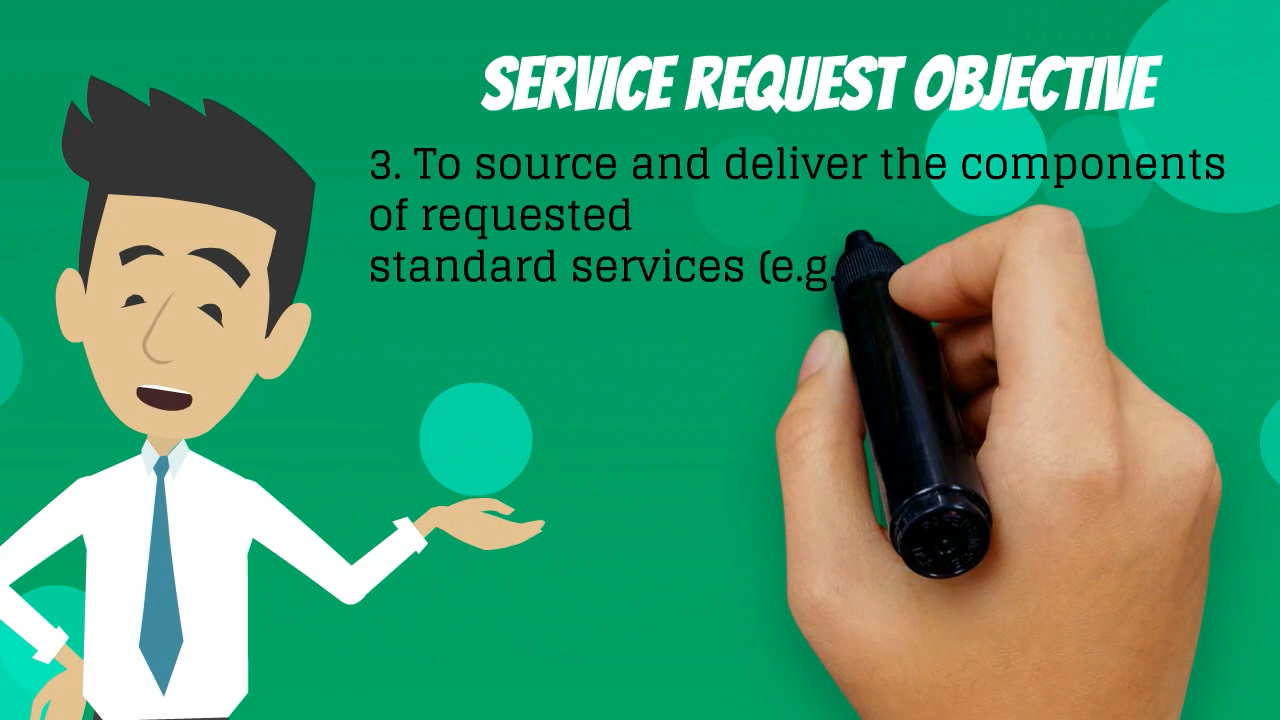 SERVICE REQUEST OBJECTIVE
3. To source and deliver the components
of requested
standard services (e.g.